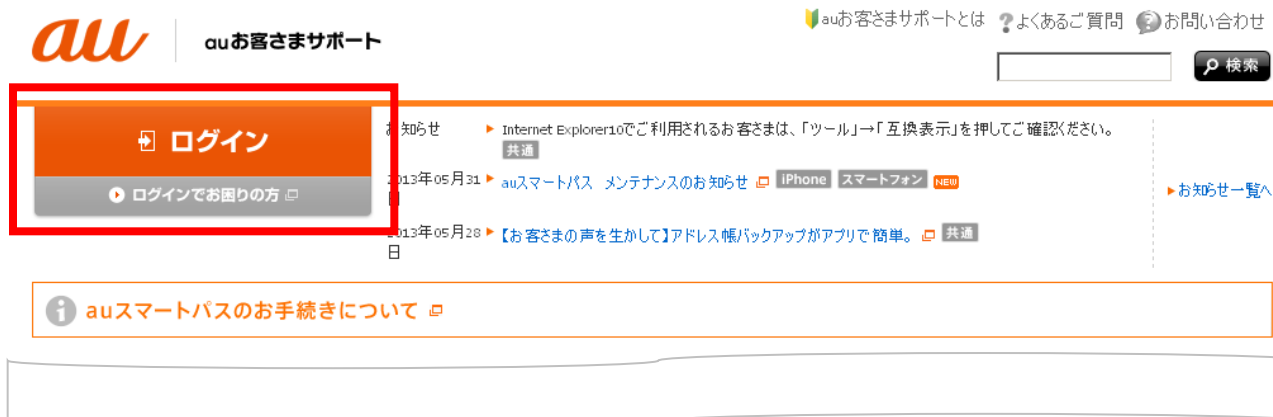 auお客さまサポートとは ?よくあるご質問 お問い合わせ
au auお客さまサポート
検索
ログイン
ログインでお困りの方
お知らせ Internet Explorer10でご利用されるお客さまは、「ツール」→「互換表示」を押してご確認ください。
共通
2013年05月31日 auスマートパス メンテナンスのお知らせ iPhone スマートフォン NEW
お知らせ一覧へ
2013年05月28日 【お客さまの声を生かして】アドレス帳バックアップがアプリで簡単。 共通
auスマートパスのお手続きについて